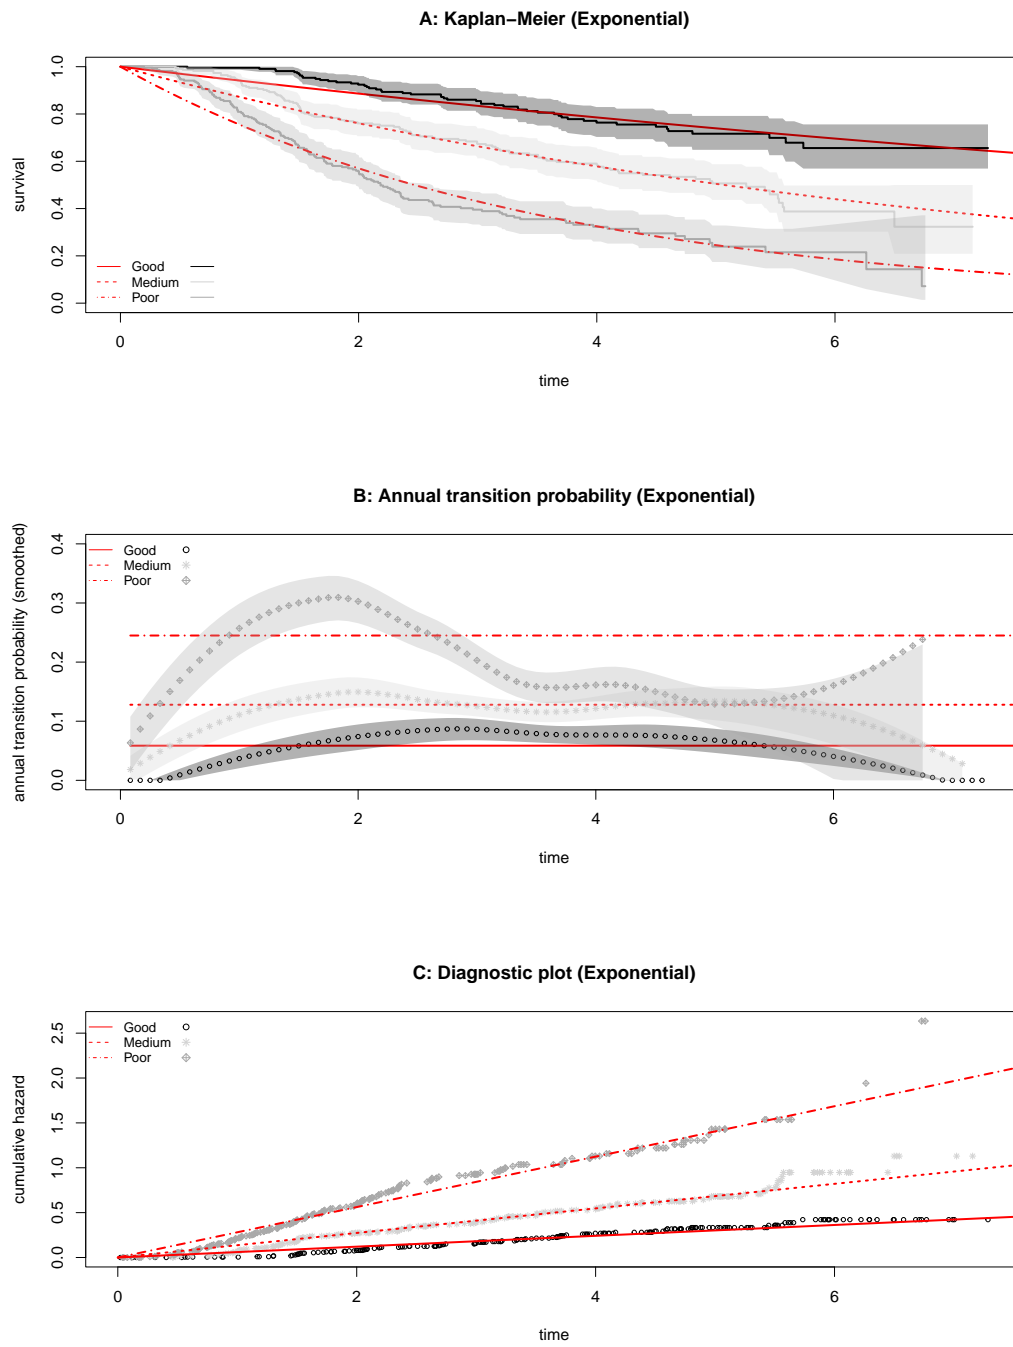 A: Kaplan−Meier (Exponential)
survival
1.0
0.8
0.6
0.4
0.2
0.0
Good
Medium
Poor
0 2 4 6
time
B: Annual transition probability (Exponential)
annual transition probability (smoothed)
0.4
0.3
0.2
0.1
0.0
Good
Medium
Poor
0 2 4 6
time
C: Diagnostic plot (Exponential)
cumulative hazard
2.5
2.0
1.5
1.0
0.5
0.0
Good
Medium
Poor
0 2 4 6
time